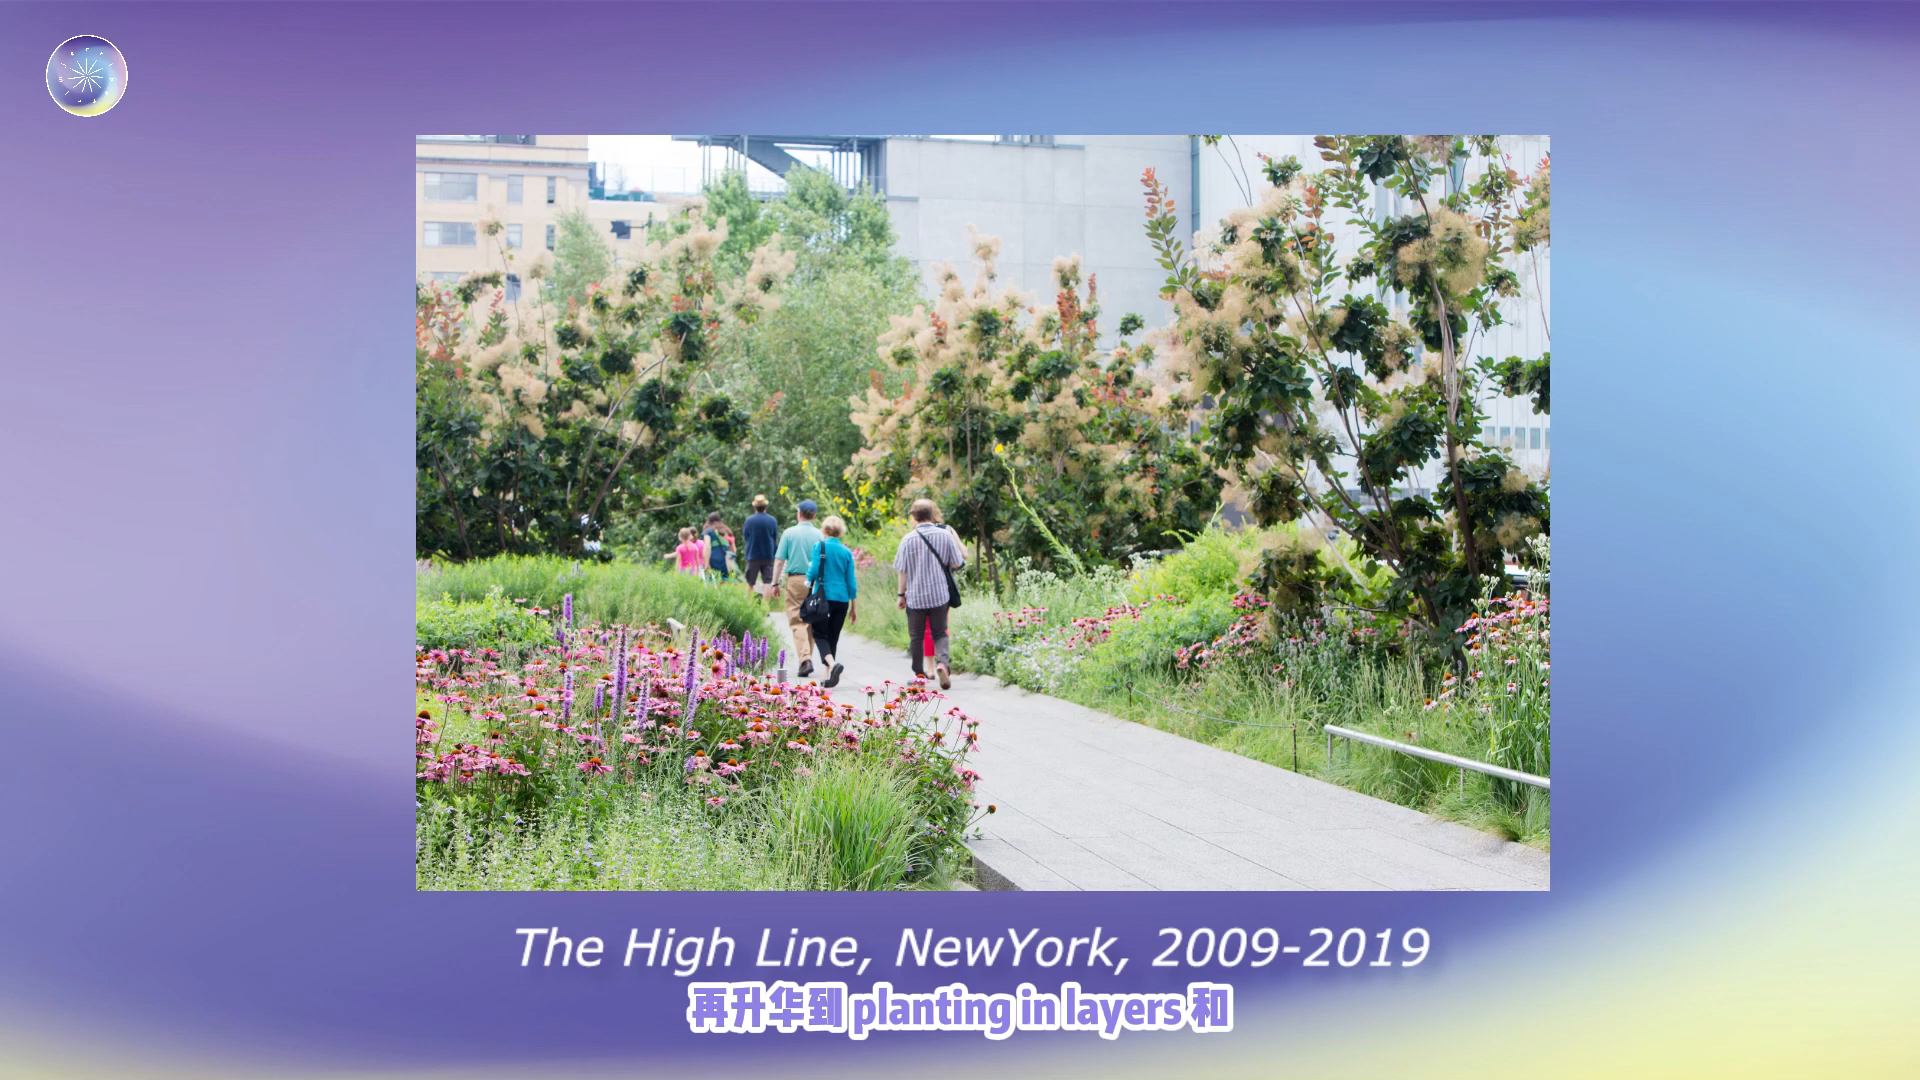 The High Line, NewYork, 2009-2019
再升华到 planting in layers 和